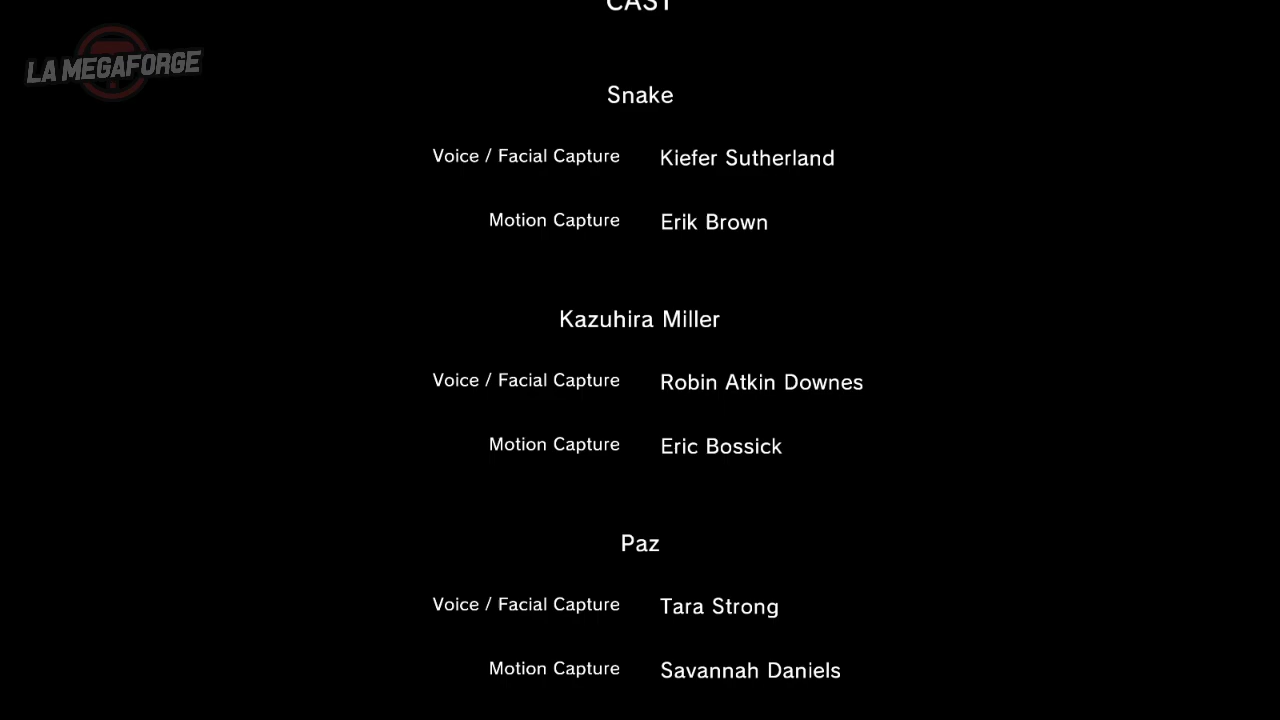 CAST
LA MEGAFORGE
Snake
Voice / Facial Capture Kiefer Sutherland
Motion Capture Erik Brown
Kazuhira Miller
Voice / Facial Capture Robin Atkin Downes
Motion Capture Eric Bossick
Paz
Voice / Facial Capture Tara Strong
Motion Capture Savannah Daniels